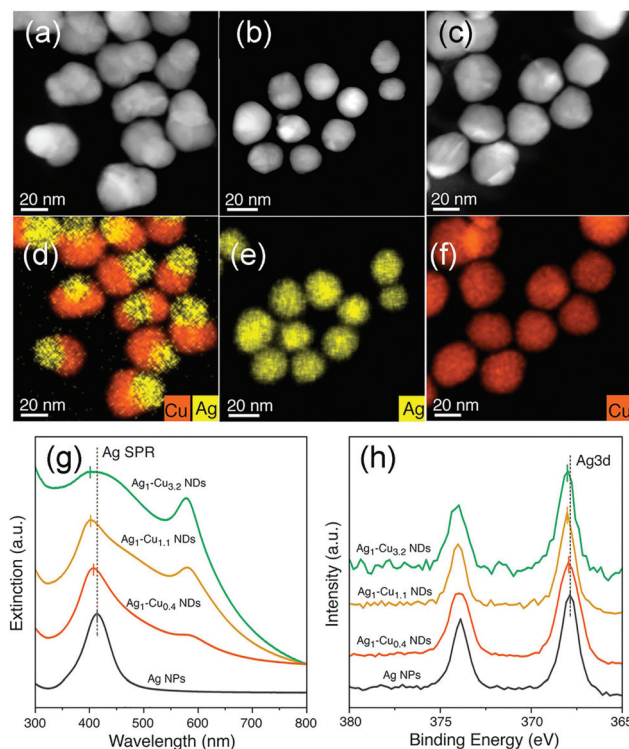 (a)
20 nm
(b)
20 nm
(c)
20 nm
(d)
20 nm
Cu
Ag
(e)
20 nm
Ag
(f)
20 nm
Cu
(g)
Ag SPR
Ag₁-Cu₃.₂ NDs
Ag₁-Cu₁.₁ NDs
Ag₁-Cu₀.₄ NDs
Ag NPs
Extinction (a.u.)
300 400 500 600 700 800
Wavelength (nm)
(h)
Ag3d
Ag₁-Cu₃.₂ NDs
Ag₁-Cu₁.₁ NDs
Ag₁-Cu₀.₄ NDs
Ag NPs
Intensity (a.u.)
380 375 370 365
Binding Energy (eV)